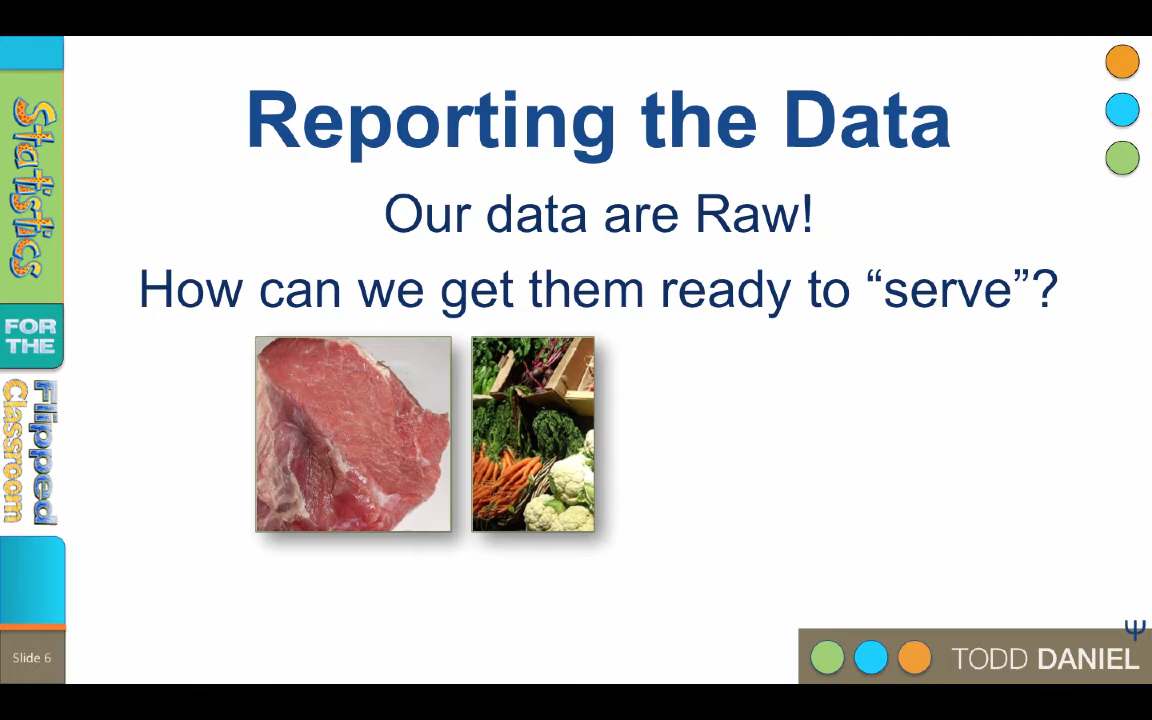 Reporting the Data
Our data are Raw!
How can we get them ready to “serve”?
Statistics
FOR
THE
Flipped
Classroom
Slide 6
Ψ
TODD DANIEL